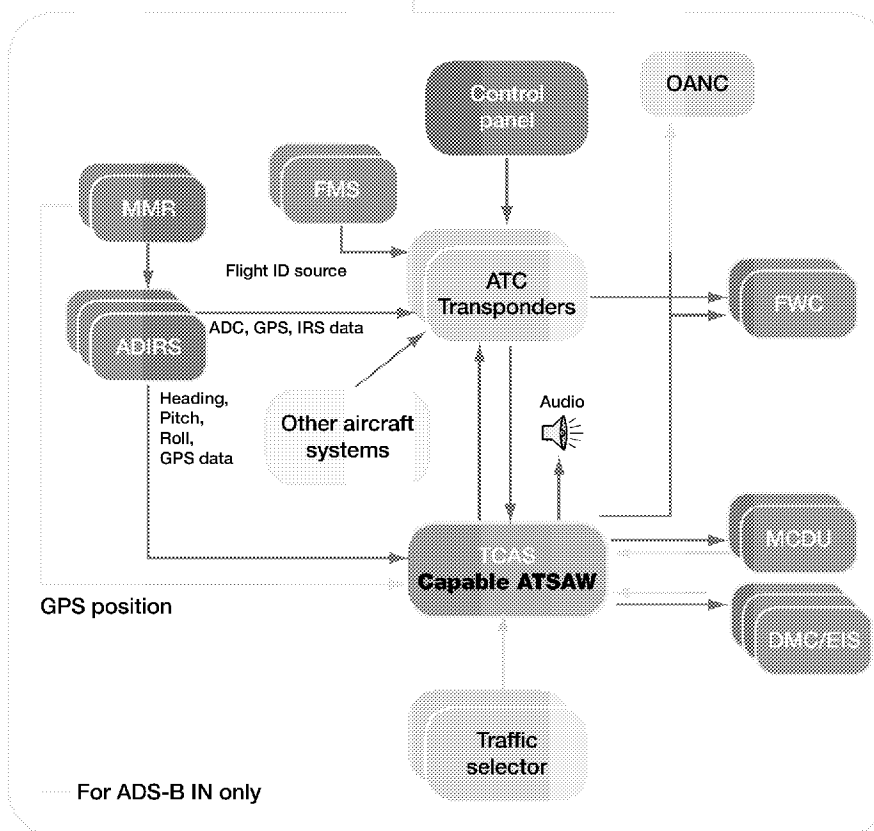 Control
panel
OANC
MMR
FMS
Flight ID source
ATC
Transponders
FWC
ADIRS
ADC, GPS, IRS data
Heading,
Pitch,
Roll,
GPS data
Other aircraft
systems
Audio
TCAS
Capable ATSAW
MCDU
GPS position
DMC/EIS
Traffic
selector
For ADS-B IN only